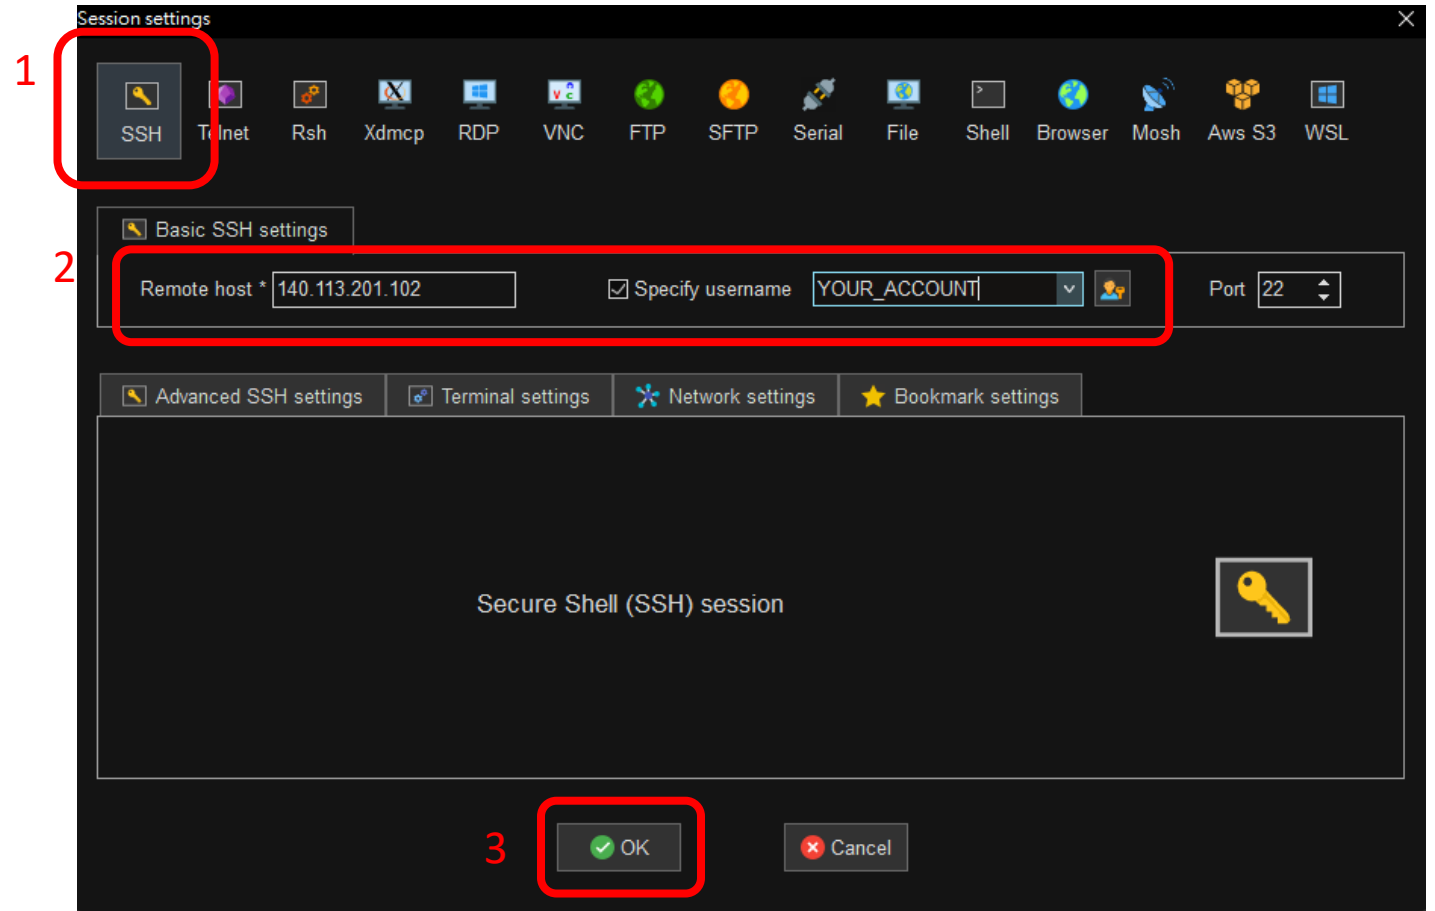 Session settings
1
SSH Telnet Rsh Xdmcp RDP VNC FTP SFTP Serial File Shell Browser Mosh Aws S3 WSL
Basic SSH settings
2
Remote host * 140.113.201.102 Specify username YOUR_ACCOUNT Port 22
Advanced SSH settings Terminal settings Network settings Bookmark settings
Secure Shell (SSH) session
3 OK Cancel